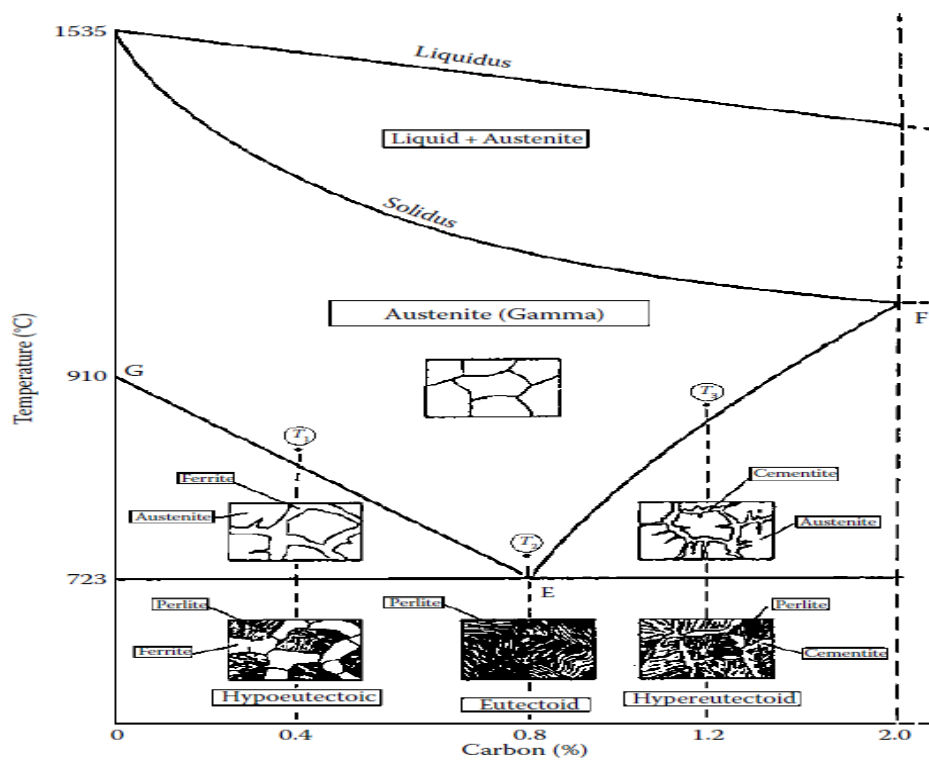 1535
Liquidus
Liquid + Austenite
Solidus
Austenite (Gamma)
F
Temperature (°C)
910
G
T3
T1
Ferrite
Cementite
Austenite
Austenite
T2
723
E
Perlite
Perlite
Perlite
Ferrite
Cementite
Hypoeutectoic
Eutectoid
Hypereutectoid
0
0.4
0.8
1.2
2.0
Carbon (%)